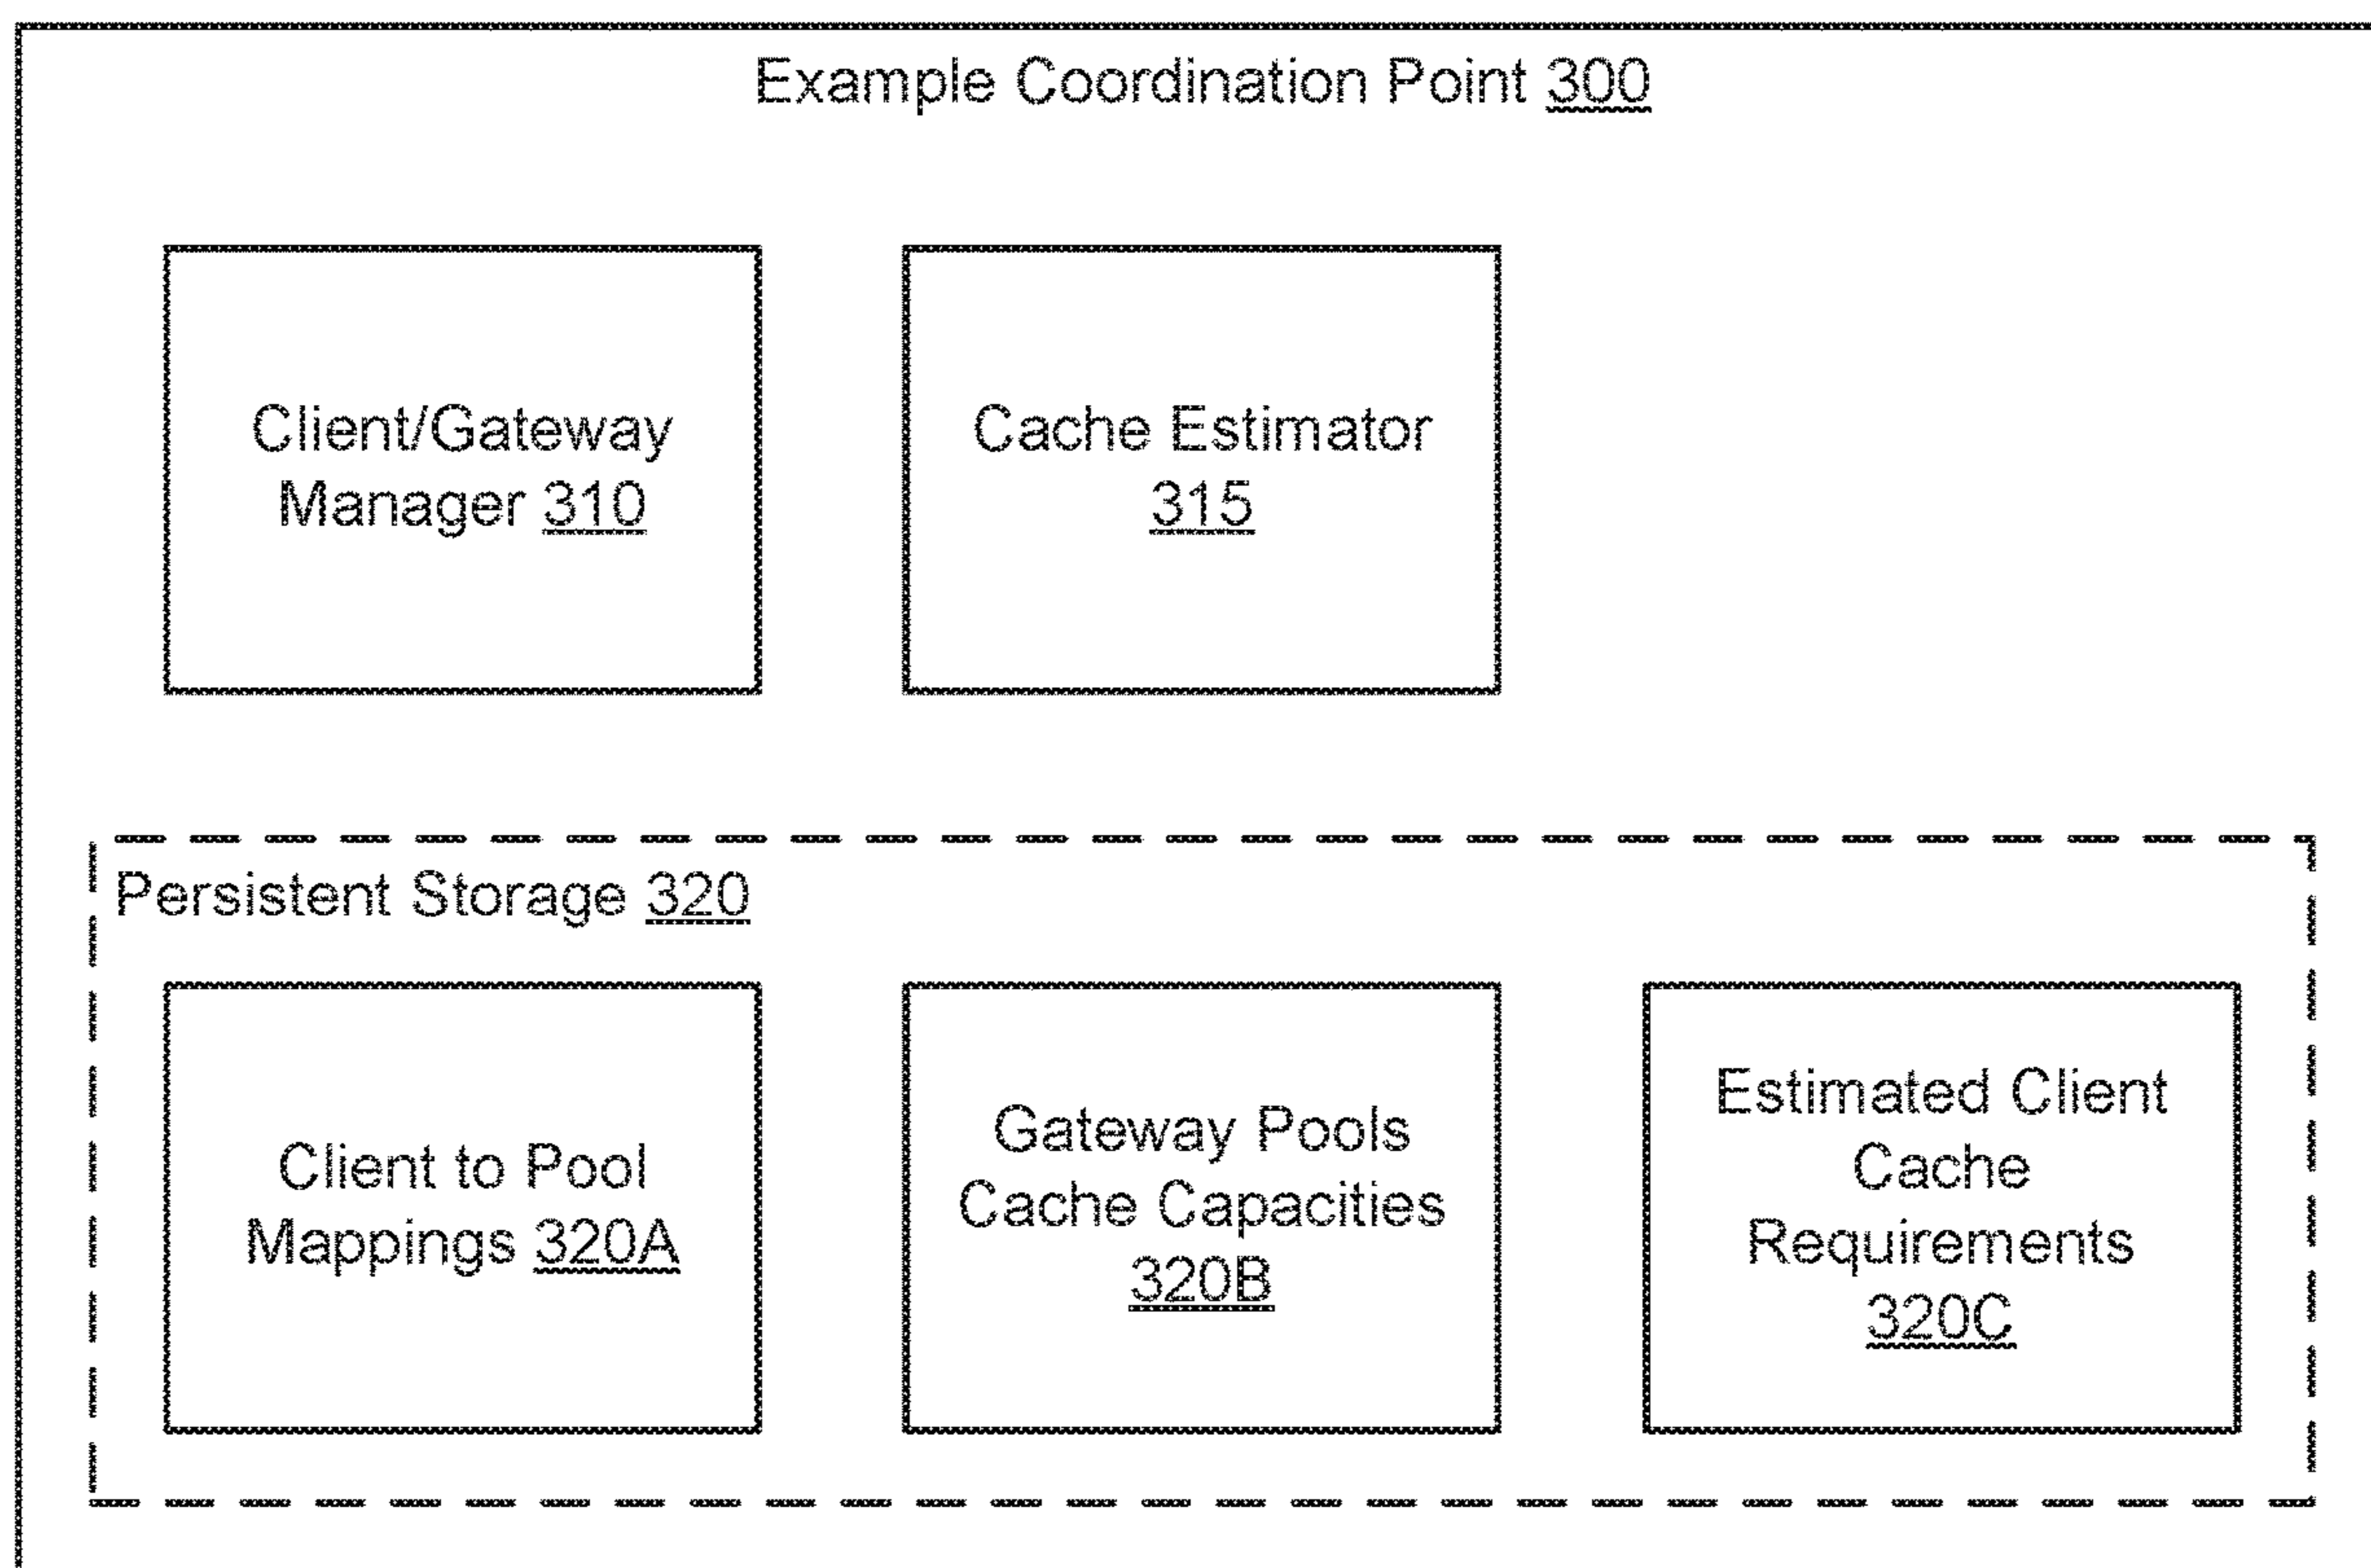 Example Coordination Point 300
Client/Gateway
Manager 310
Cache Estimator
315
Persistent Storage 320
Client to Pool
Mappings 320A
Gateway Pools
Cache Capacities
320B
Estimated Client
Cache
Requirements
320C